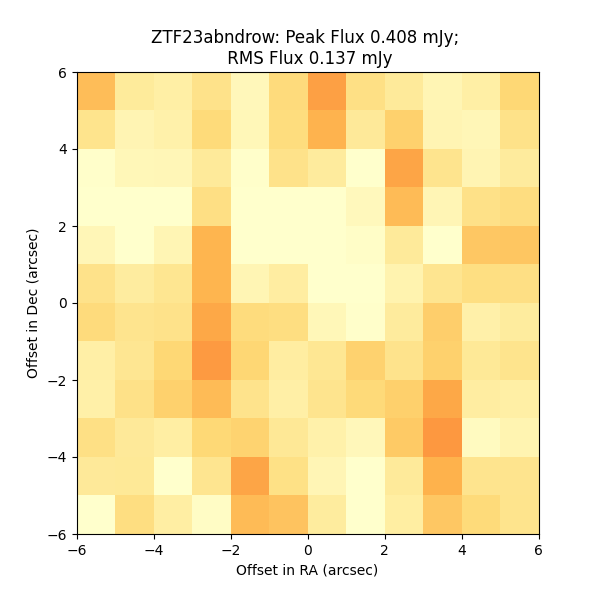 ZTF23abndrow: Peak Flux 0.408 mJy;
RMS Flux 0.137 mJy
6
4
2
0
−2
−4
−6
Offset in Dec (arcsec)
−6 −4 −2 0 2 4 6
Offset in RA (arcsec)